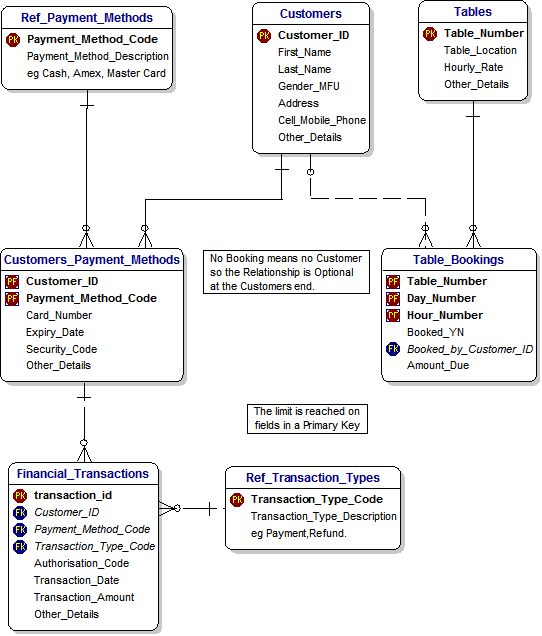 Ref_Payment_Methods
PK Payment_Method_Code
Payment_Method_Description
eg Cash, Amex, Master Card
Customers
PK Customer_ID
First_Name
Last_Name
Gender_MFU
Address
Cell_Mobile_Phone
Other_Details
Tables
PK Table_Number
Table_Location
Hourly_Rate
Other_Details
Customers_Payment_Methods
PF Customer_ID
PF Payment_Method_Code
Card_Number
Expiry_Date
Security_Code
Other_Details
No Booking means no Customer
so the Relationship is Optional
at the Customers end.
Table_Bookings
PF Table_Number
PF Day_Number
PF Hour_Number
Booked_YN
FK Booked_by_Customer_ID
Amount_Due
The limit is reached on
fields in a Primary Key
Financial_Transactions
PK transaction_id
FK Customer_ID
FK Payment_Method_Code
FK Transaction_Type_Code
Authorisation_Code
Transaction_Date
Transaction_Amount
Other_Details
Ref_Transaction_Types
PK Transaction_Type_Code
Transaction_Type_Description
eg Payment,Refund.